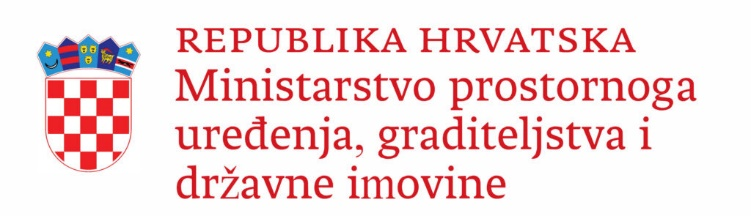 REPUBLIKA HRVATSKA
Ministarstvo prostornoga
uređenja, graditeljstva i
državne imovine